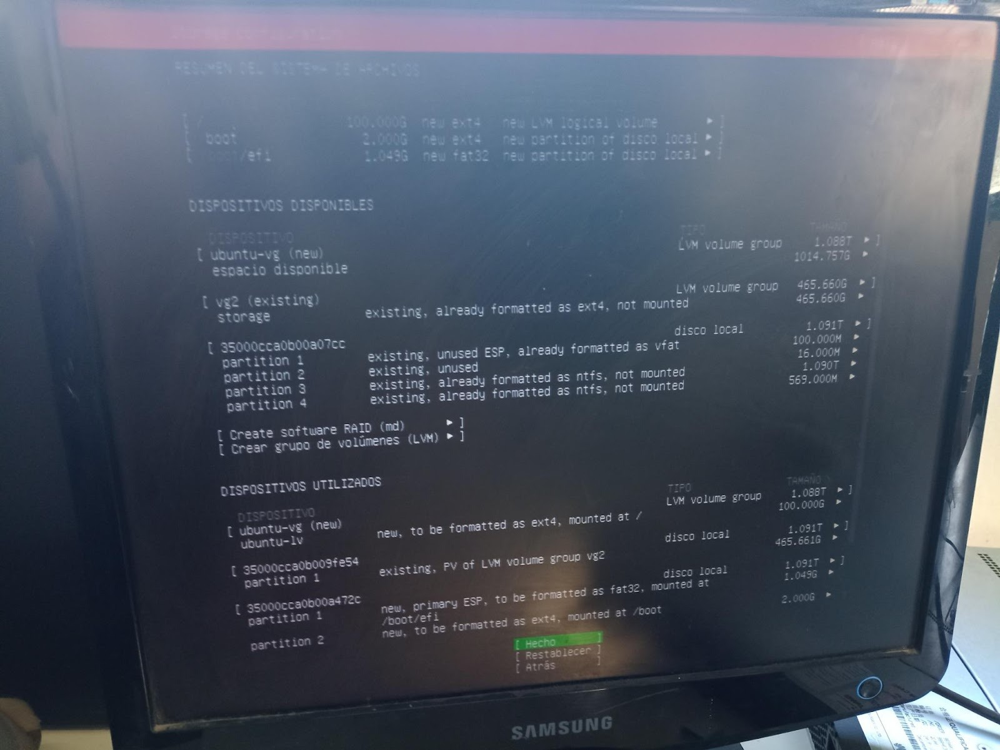 RESUMEN DEL SISTEMA DE ARCHIVOS
[ / 100.000G new ext4 new LVM logical volume ▸ ]
[ boot 2.000G new ext4 new partition of disco local ▸ ]
[ /boot/efi 1.049G new fat32 new partition of disco local ▸ ]
DISPOSITIVOS DISPONIBLES
DISPOSITIVO TIPO TAMAÑO
[ ubuntu-vg (new) LVM volume group 1.088T ▸ ]
espacio disponible 1014.757G ▸
[ vg2 (existing) LVM volume group 465.660G ▸ ]
storage existing, already formatted as ext4, not mounted 465.660G ▸
[ 35000cca0b00a07cc disco local 1.091T ▸ ]
partition 1 existing, unused ESP, already formatted as vfat 100.000M ▸
partition 2 existing, unused 16.000M ▸
partition 3 existing, already formatted as ntfs, not mounted 1.090T ▸
partition 4 existing, already formatted as ntfs, not mounted 569.000M ▸
[ Create software RAID (md) ▸ ]
[ Crear grupo de volúmenes (LVM) ▸ ]
DISPOSITIVOS UTILIZADOS
DISPOSITIVO TIPO TAMAÑO
[ ubuntu-vg (new) LVM volume group 1.088T ▸ ]
ubuntu-lv new, to be formatted as ext4, mounted at / 100.000G ▸
[ 35000cca0b009fe54 disco local 1.091T ▸ ]
partition 1 existing, PV of LVM volume group vg2 465.661G ▸
[ 35000cca0b00a472c disco local 1.091T ▸ ]
partition 1 new, primary ESP, to be formatted as fat32, mounted at 1.049G ▸
/boot/efi
partition 2 new, to be formatted as ext4, mounted at /boot 2.000G ▸
[ Hecho ]
[ Restablecer ]
[ Atrás ]
SAMSUNG